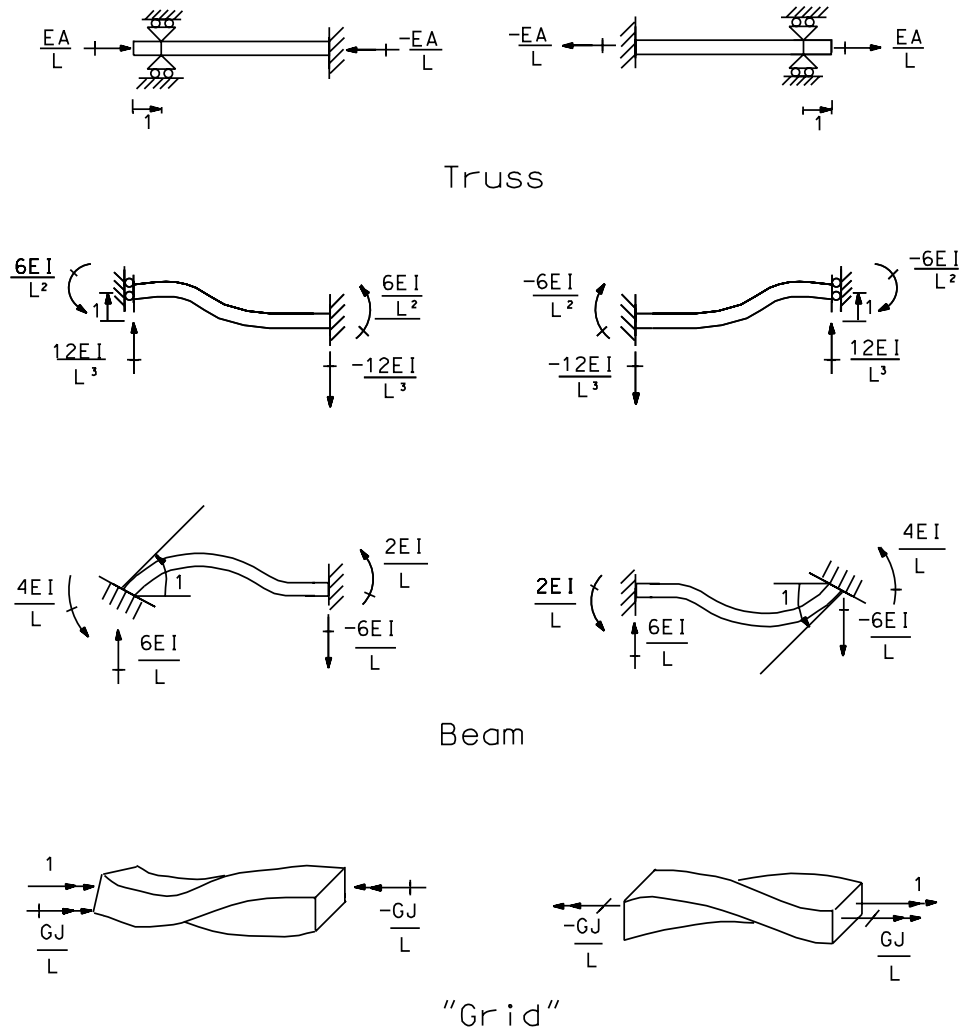 EA
L
-EA
L
1
-EA
L
EA
L
1
Truss
6EI
L²
1
12EI
L³
6EI
L²
-12EI
L³
-6EI
L²
-12EI
L³
-6EI
L²
1
12EI
L³
4EI
L
1
6EI
L
2EI
L
-6EI
L
2EI
L
6EI
L
1
4EI
L
-6EI
L
Beam
1
GJ
L
-GJ
L
-GJ
L
1
GJ
L
"Grid"